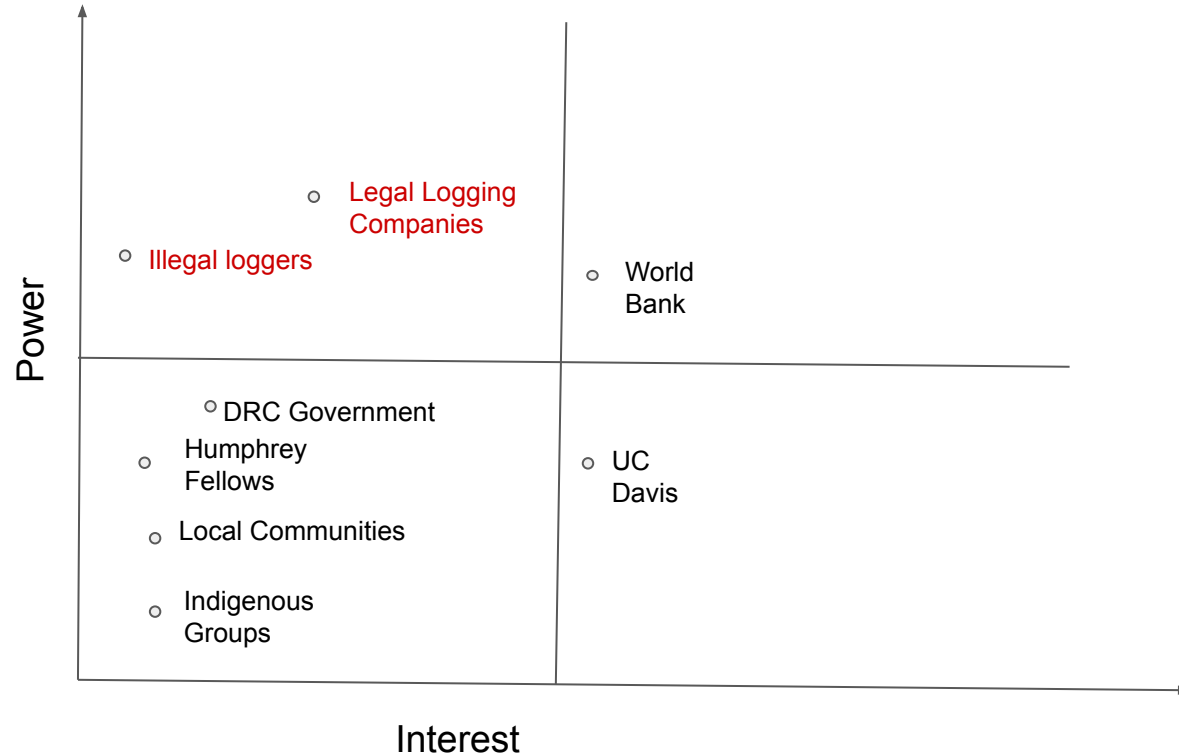 Legal Logging
Companies
Illegal loggers
World
Bank
Power
DRC Government
Humphrey
Fellows
UC
Davis
Local Communities
Indigenous
Groups
Interest